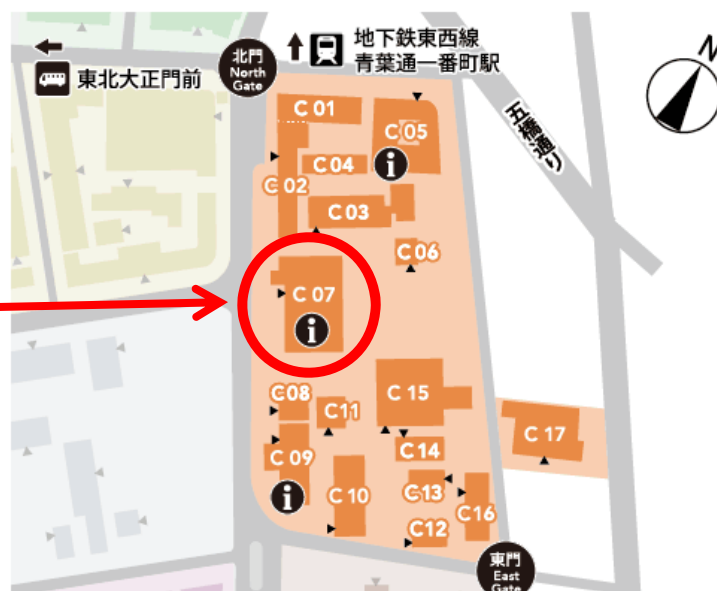 地下鉄東西線
青葉通一番町駅
北門
North
Gate
東北大正門前
N
五橋通り
C 01
C 05
C 04
C 02
C 03
C 06
C 07
C 08
C 11
C 15
C 17
C 14
C 09
C 10
C 13
C 16
C 12
東門
East
Gate